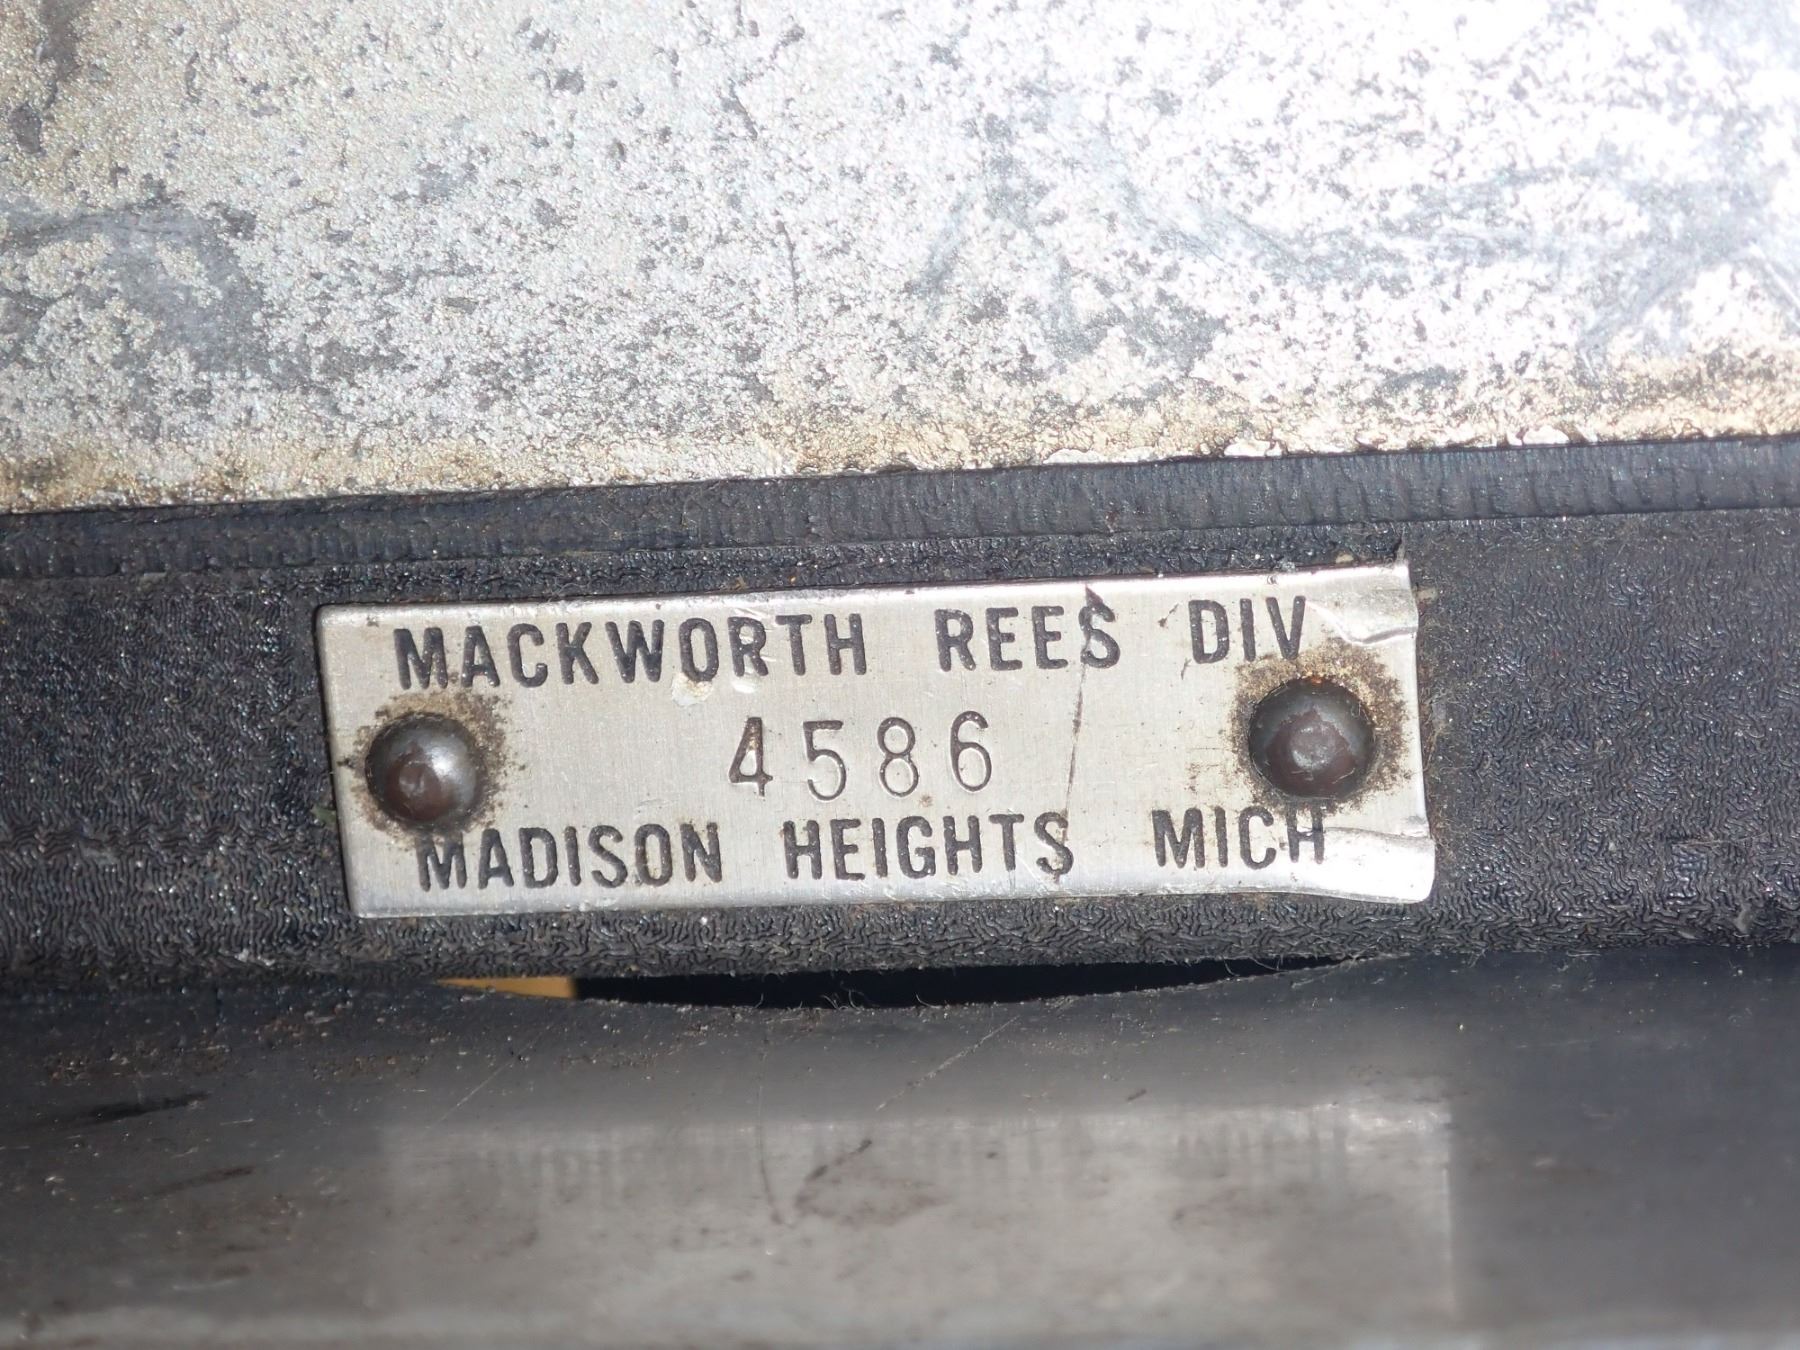 MACKWORTH REES DIV
4586
MADISON HEIGHTS MICH